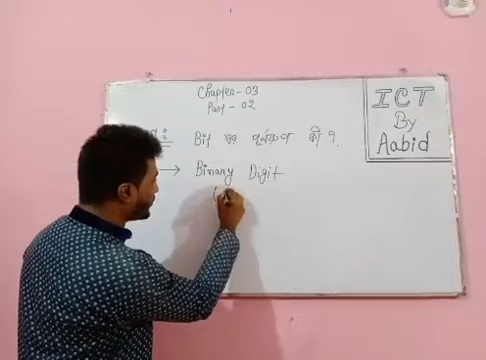 Chapter - 03
Part - 02
ICT
By
Aabid
Bit এর পূর্ণরূপ কী ?
→ Binary Digit